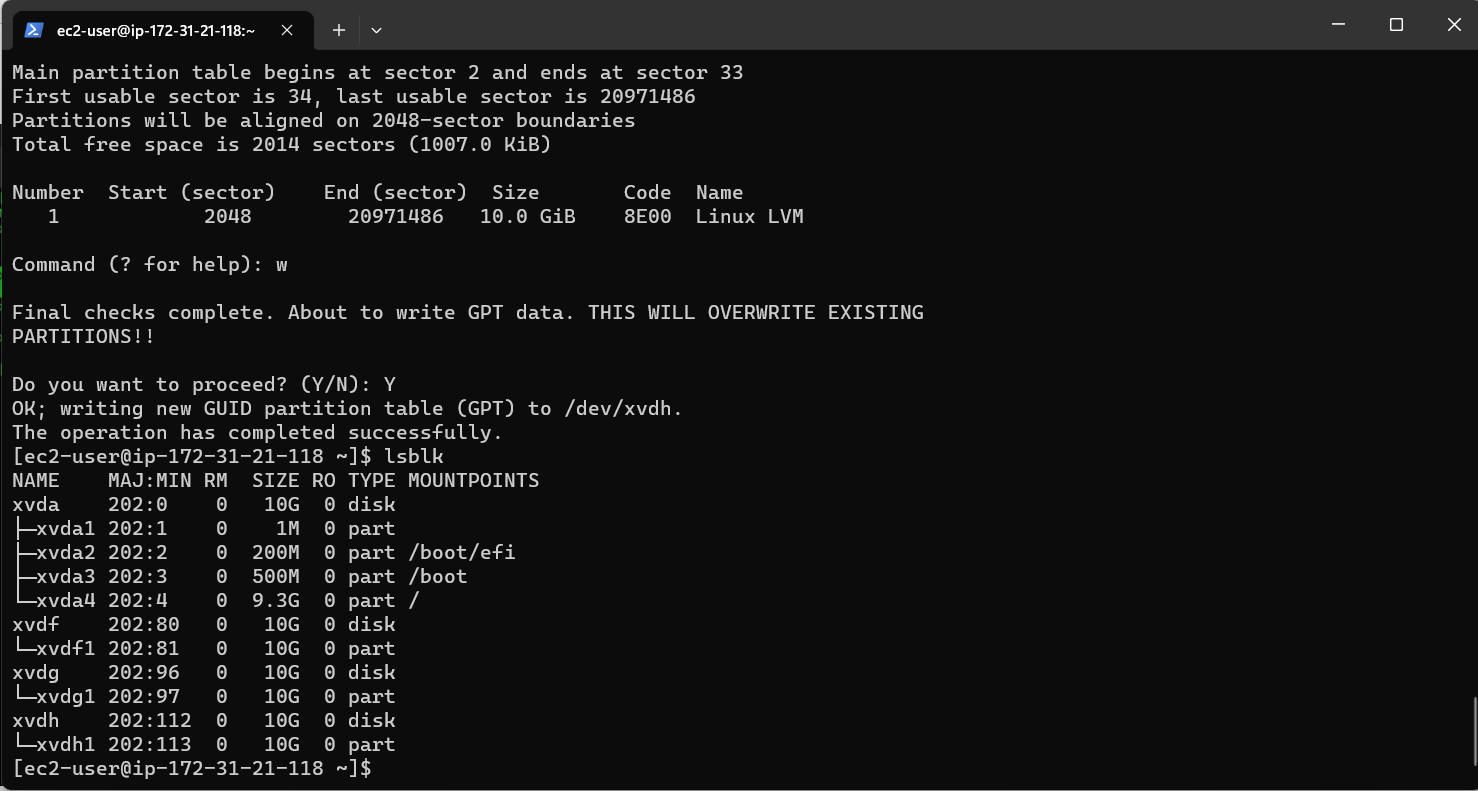 ec2-user@ip-172-31-21-118:~
Main partition table begins at sector 2 and ends at sector 33
First usable sector is 34, last usable sector is 20971486
Partitions will be aligned on 2048-sector boundaries
Total free space is 2014 sectors (1007.0 KiB)
Number  Start (sector)    End (sector)  Size       Code  Name
   1            2048        20971486   10.0 GiB    8E00  Linux LVM
Command (? for help): w
Final checks complete. About to write GPT data. THIS WILL OVERWRITE EXISTING
PARTITIONS!!
Do you want to proceed? (Y/N): Y
OK; writing new GUID partition table (GPT) to /dev/xvdh.
The operation has completed successfully.
[ec2-user@ip-172-31-21-118 ~]$ lsblk
NAME    MAJ:MIN RM  SIZE RO TYPE MOUNTPOINTS
xvda    202:0    0   10G  0 disk
├─xvda1 202:1    0    1M  0 part
├─xvda2 202:2    0  200M  0 part /boot/efi
├─xvda3 202:3    0  500M  0 part /boot
└─xvda4 202:4    0  9.3G  0 part /
xvdf    202:80   0   10G  0 disk
└─xvdf1 202:81   0   10G  0 part
xvdg    202:96   0   10G  0 disk
└─xvdg1 202:97   0   10G  0 part
xvdh    202:112  0   10G  0 disk
└─xvdh1 202:113  0   10G  0 part
[ec2-user@ip-172-31-21-118 ~]$